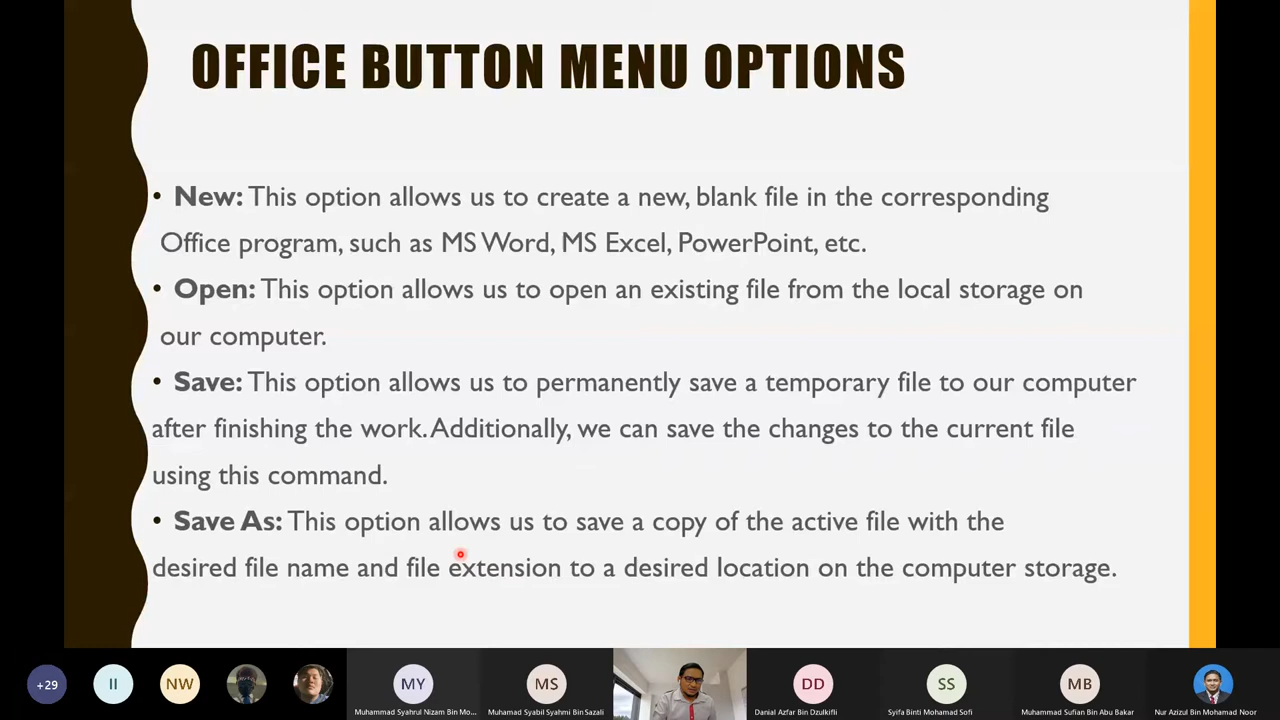 OFFICE BUTTON MENU OPTIONS
• New: This option allows us to create a new, blank file in the corresponding
Office program, such as MS Word, MS Excel, PowerPoint, etc.
• Open: This option allows us to open an existing file from the local storage on
our computer.
• Save: This option allows us to permanently save a temporary file to our computer
after finishing the work. Additionally, we can save the changes to the current file
using this command.
• Save As: This option allows us to save a copy of the active file with the
desired file name and file extension to a desired location on the computer storage.
+29
II
NW
MY
MS
DD
SS
MB
Muhammad Syahrul Nizam Bin Mo...
Muhamad Syabil Syahmi Bin Sazali
Danial Azfar Bin Dzulkifli
Syifa Binti Mohamad Sofi
Muhammad Sufian Bin Abu Bakar
Nur Azizul Bin Mohamad Noor